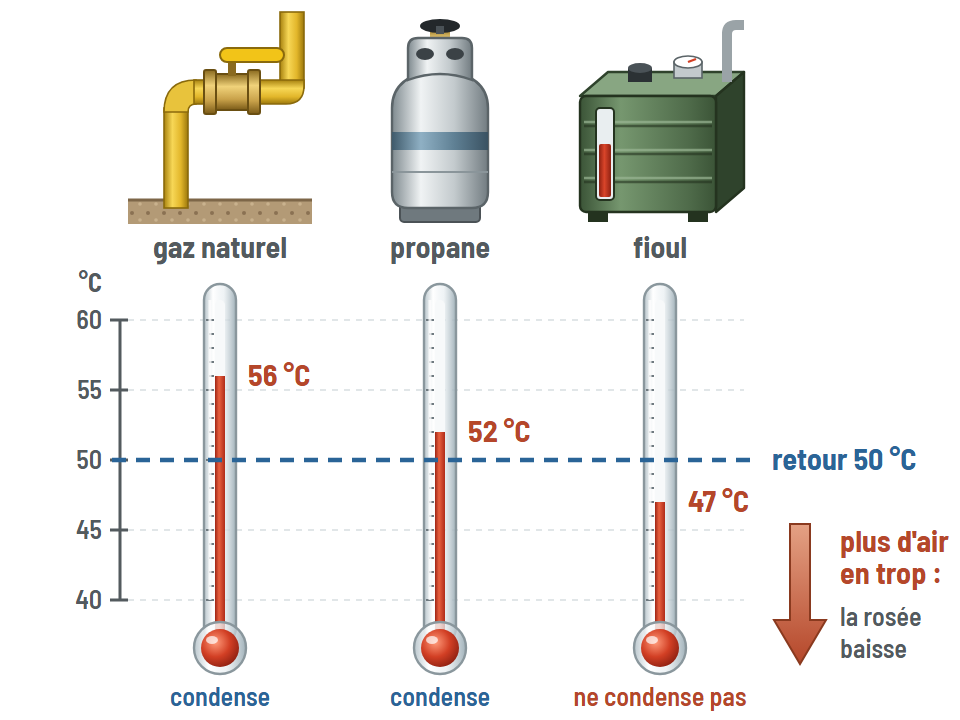 gaz naturel
propane
fioul
°C
60
56 °C
55
52 °C
50
retour 50 °C
47 °C
45
plus d'air
en trop :
40
la rosée
baisse
condense
condense
ne condense pas